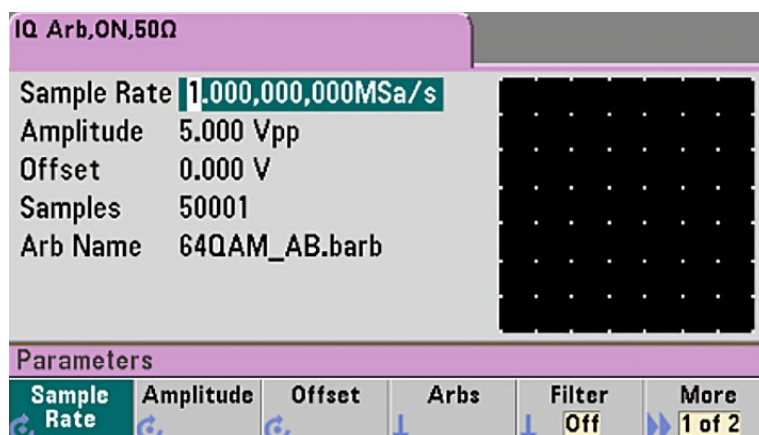 IQ Arb,ON,50Ω
Sample Rate 1.000,000,000MSa/s
Amplitude 5.000 Vpp
Offset 0.000 V
Samples 50001
Arb Name 64QAM_AB.barb
Parameters
Sample Rate
Amplitude
Offset
Arbs
Filter Off
More 1 of 2